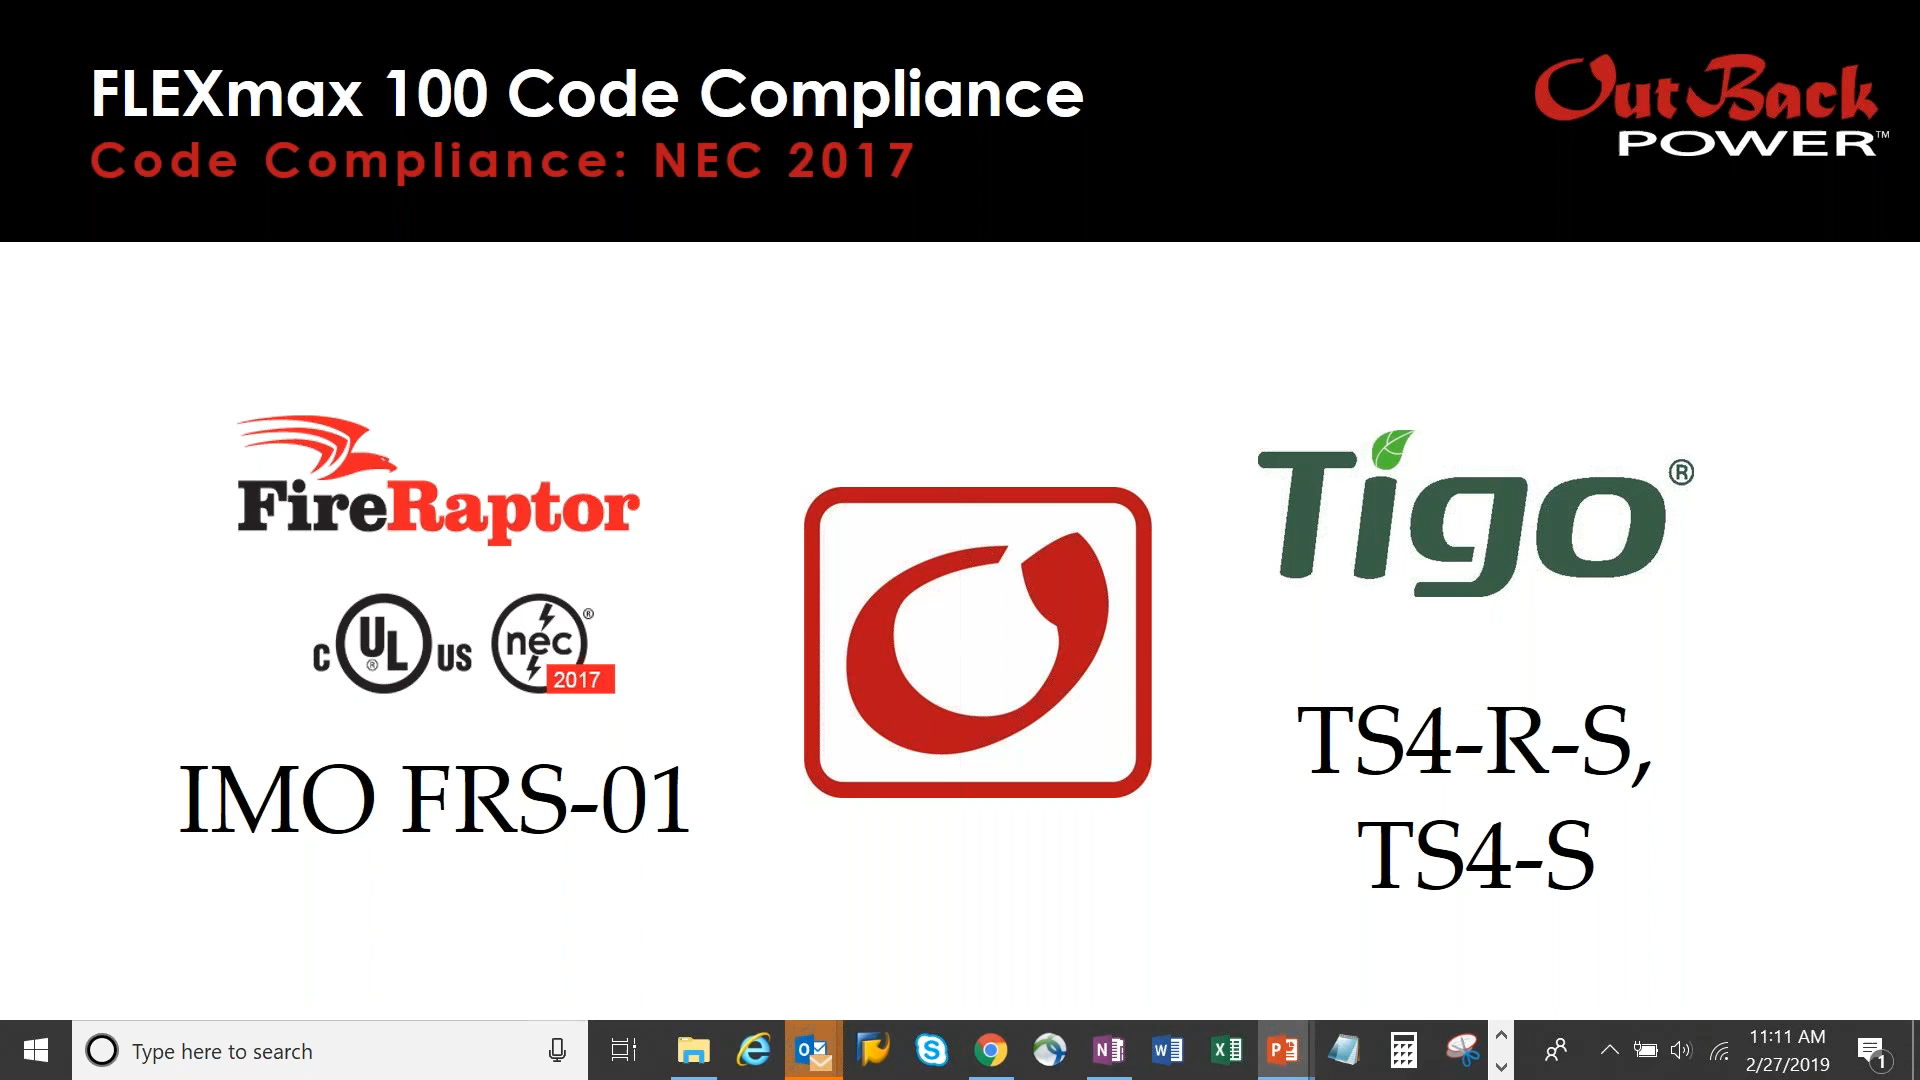 FLEXmax 100 Code Compliance
Code Compliance: NEC 2017
OutBack
POWER™
FireRaptor
C UL® US
nec®
2017
IMO FRS-01
Tigo®
TS4-R-S,
TS4-S
Type here to search
11:11 AM
2/27/2019
1